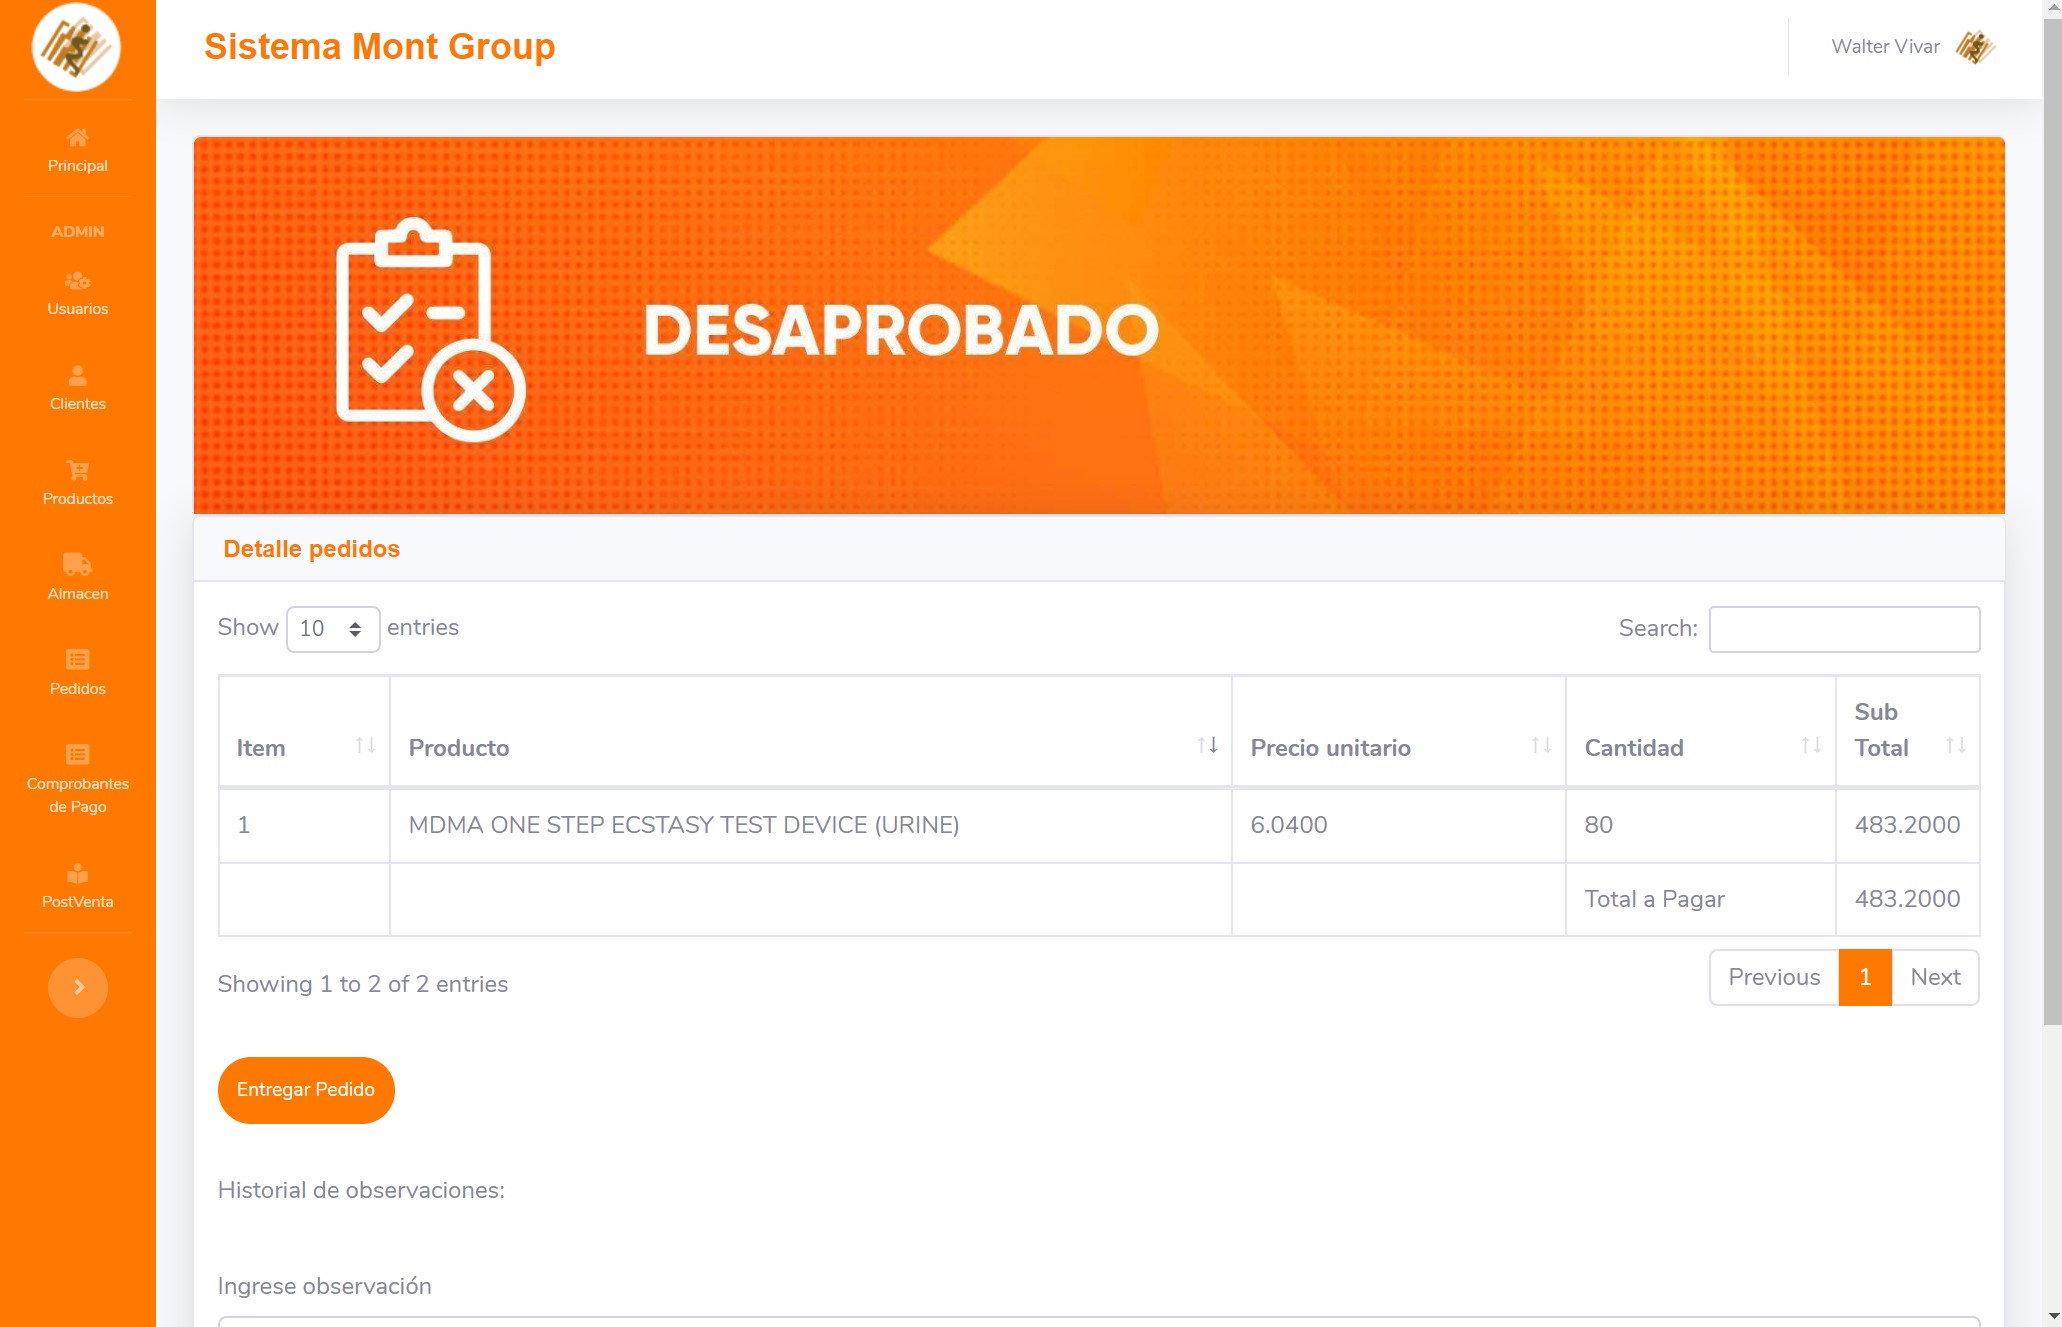 Sistema Mont Group
Walter Vivar
Principal
ADMIN
Usuarios
Clientes
Productos
Almacen
Pedidos
Comprobantes
de Pago
PostVenta
DESAPROBADO
Detalle pedidos
Show 10 entries
Search:
Item Producto Precio unitario Cantidad Sub Total
1 MDMA ONE STEP ECSTASY TEST DEVICE (URINE) 6.0400 80 483.2000
Total a Pagar 483.2000
Showing 1 to 2 of 2 entries
Previous 1 Next
Entregar Pedido
Historial de observaciones:
Ingrese observación